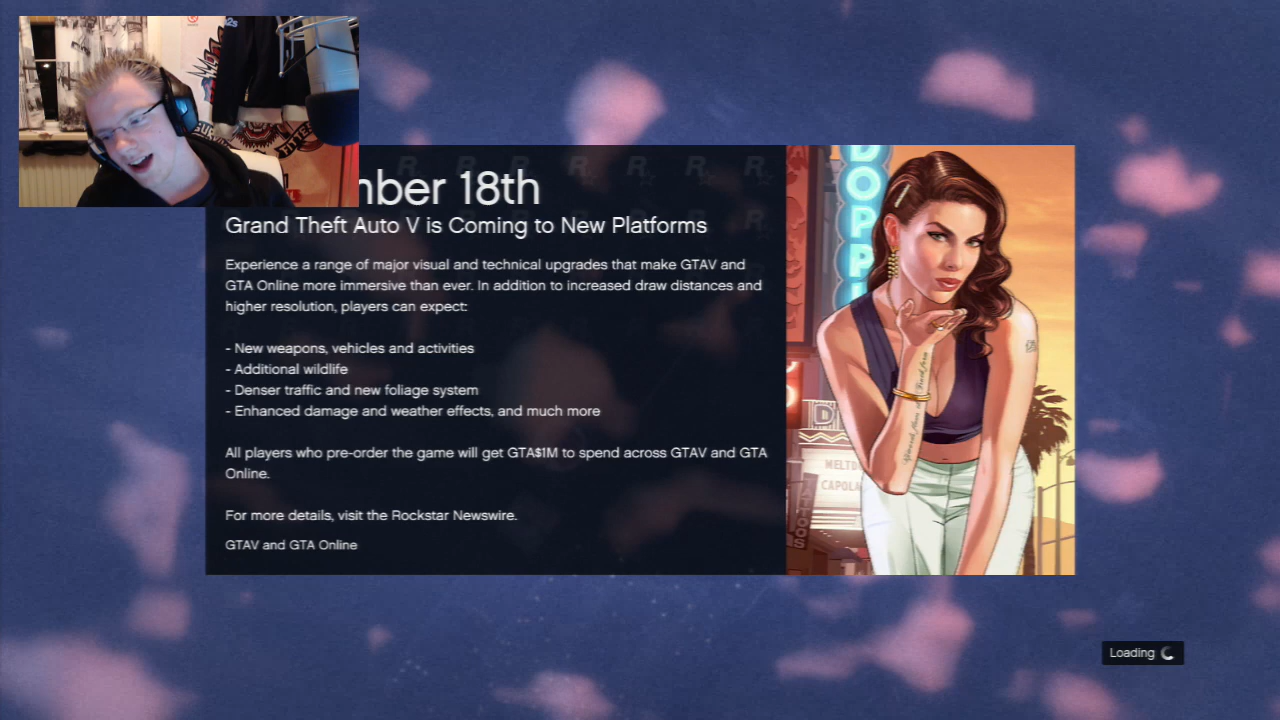 mber 18th
Grand Theft Auto V is Coming to New Platforms
Experience a range of major visual and technical upgrades that make GTAV and
GTA Online more immersive than ever. In addition to increased draw distances and
higher resolution, players can expect:
- New weapons, vehicles and activities
- Additional wildlife
- Denser traffic and new foliage system
- Enhanced damage and weather effects, and much more
All players who pre-order the game will get GTA$1M to spend across GTAV and GTA
Online.
For more details, visit the Rockstar Newswire.
GTAV and GTA Online
DOPP
D
MELTD
CAPOLA
TATTOOS
Loading